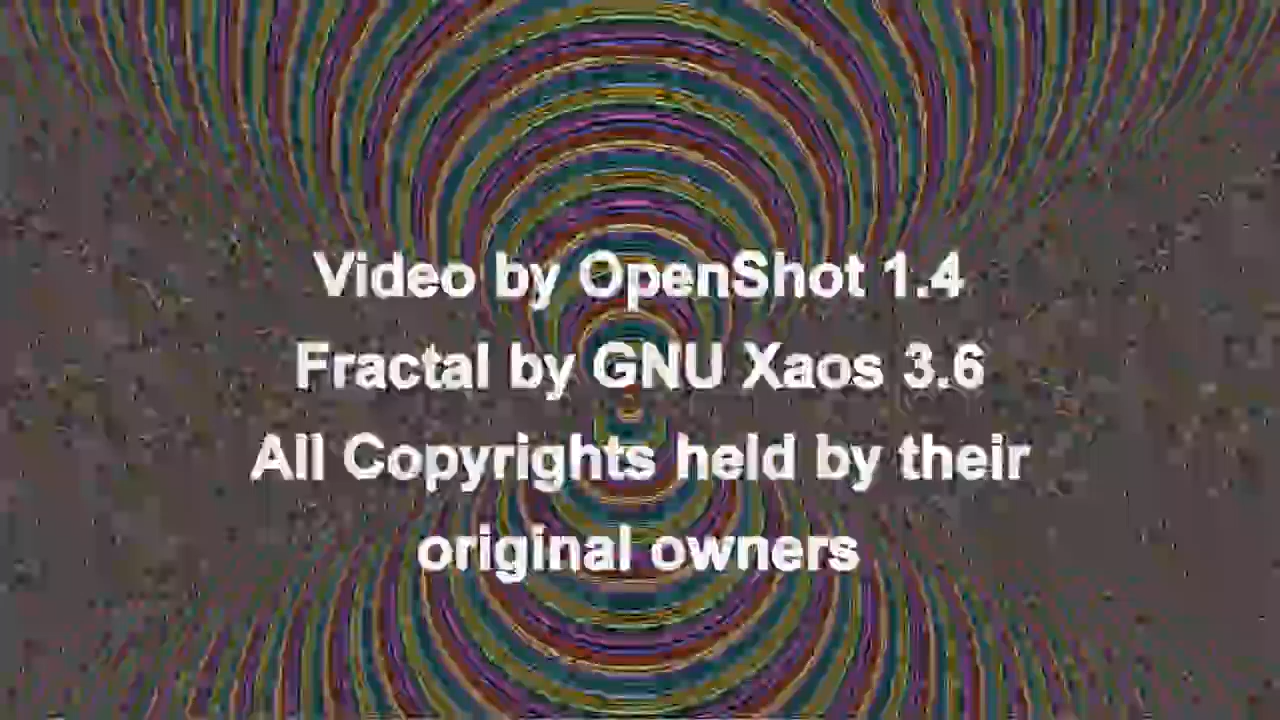 Video by OpenShot 1.4
Fractal by GNU Xaos 3.6
All Copyrights held by their
original owners